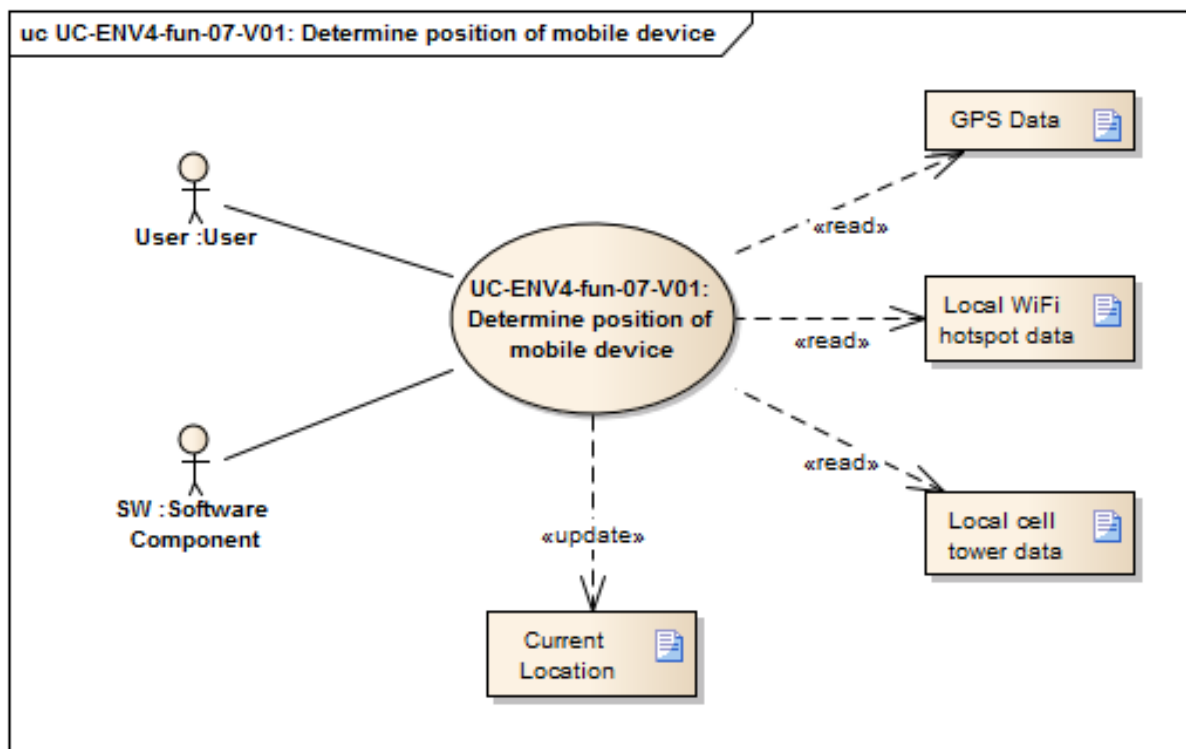 uc UC-ENV4-fun-07-V01: Determine position of mobile device
GPS Data
«read»
User :User
UC-ENV4-fun-07-V01:
Determine position of
mobile device
Local WiFi
hotspot data
«read»
«read»
SW :Software
Component
Local cell
tower data
«update»
Current
Location